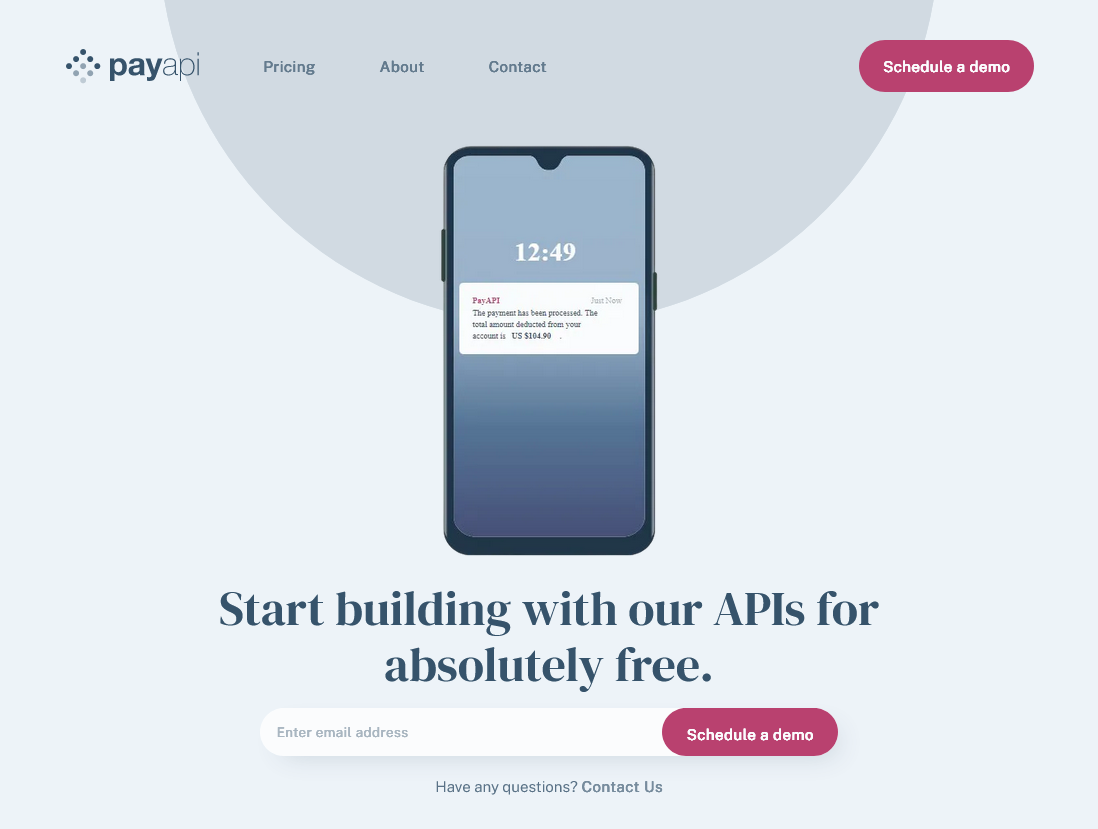 payapi
Pricing
About
Contact
Schedule a demo
12:49
PayAPI
Just Now
The payment has been processed. The
total amount deducted from your
account is US $104.90 .
Start building with our APIs for
absolutely free.
Enter email address
Schedule a demo
Have any questions? Contact Us